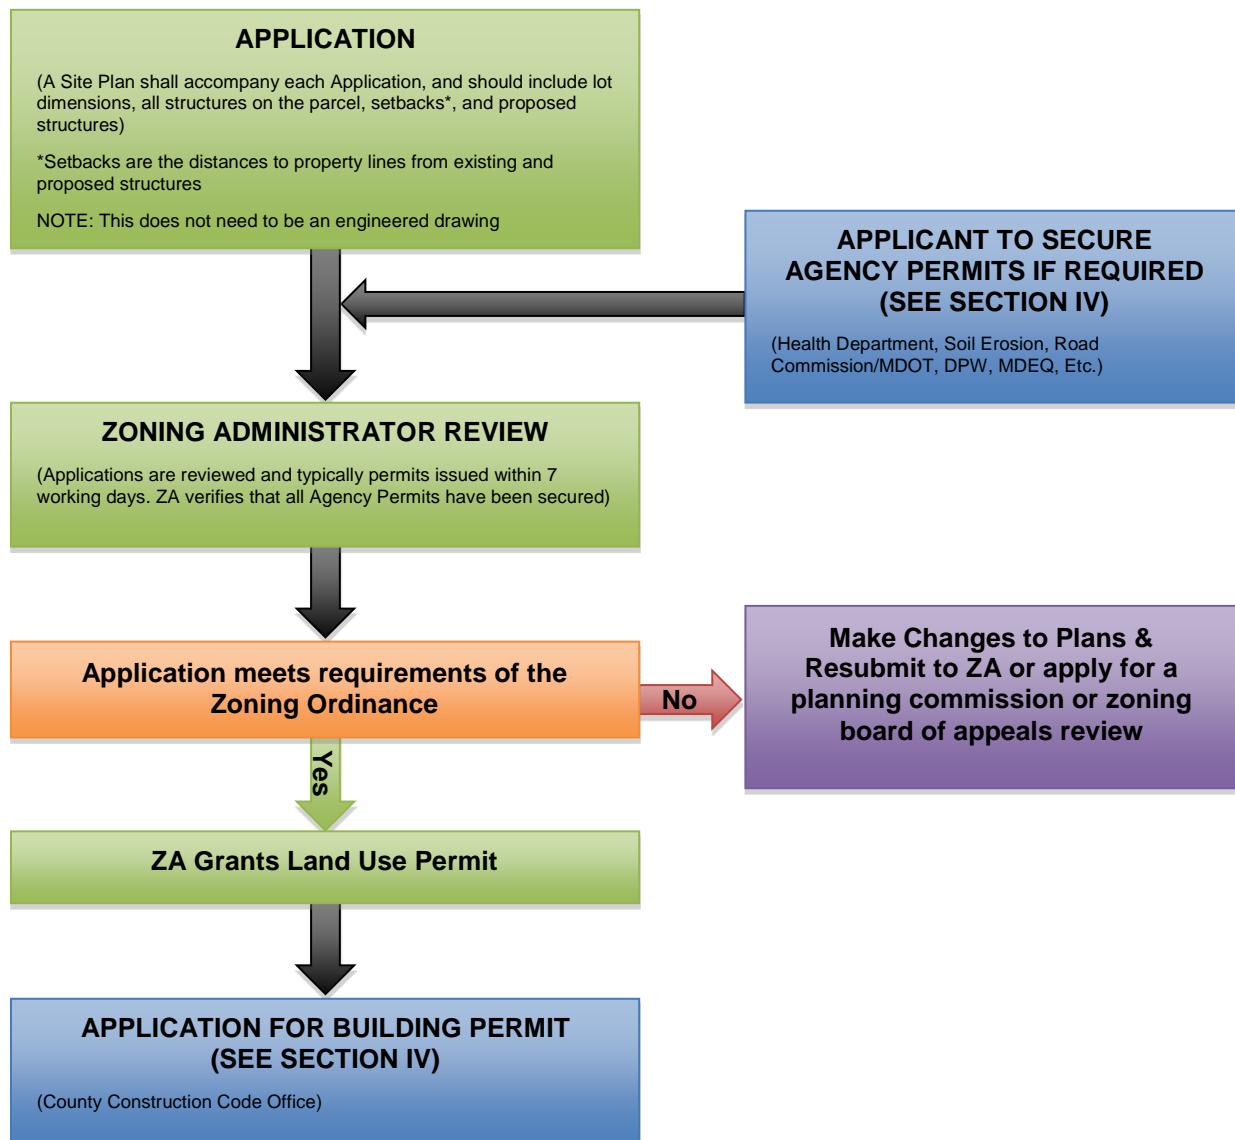 APPLICATION
(A Site Plan shall accompany each Application, and should include lot
dimensions, all structures on the parcel, setbacks*, and proposed
structures)
*Setbacks are the distances to property lines from existing and
proposed structures
NOTE: This does not need to be an engineered drawing
APPLICANT TO SECURE
AGENCY PERMITS IF REQUIRED
(SEE SECTION IV)
(Health Department, Soil Erosion, Road
Commission/MDOT, DPW, MDEQ, Etc.)
ZONING ADMINISTRATOR REVIEW
(Applications are reviewed and typically permits issued within 7
working days. ZA verifies that all Agency Permits have been secured)
Application meets requirements of the
Zoning Ordinance
No
Make Changes to Plans &
Resubmit to ZA or apply for a
planning commission or zoning
board of appeals review
Yes
ZA Grants Land Use Permit
APPLICATION FOR BUILDING PERMIT
(SEE SECTION IV)
(County Construction Code Office)